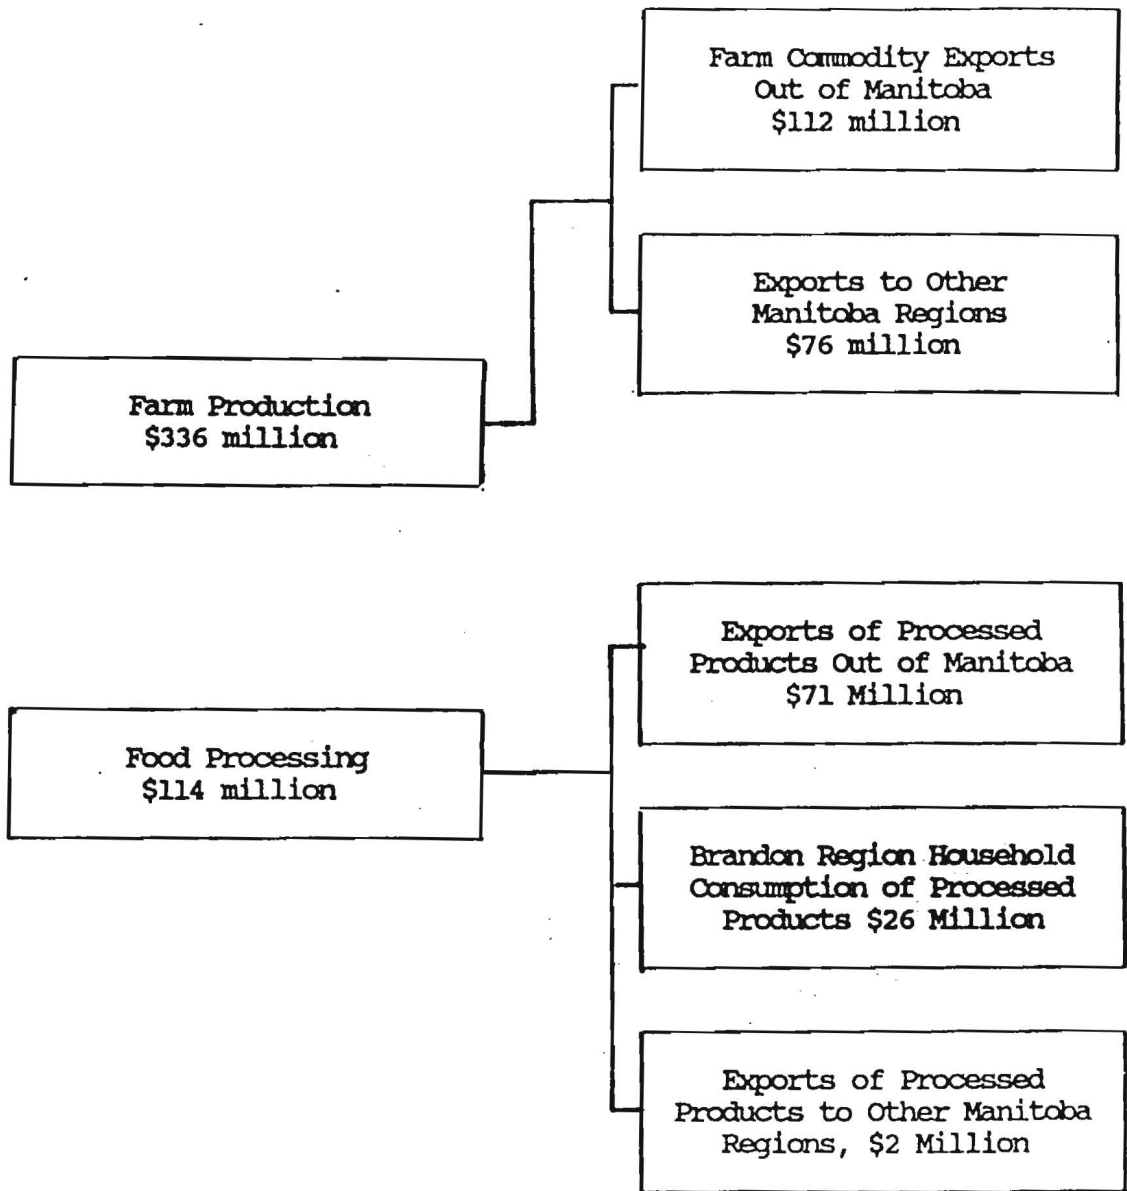 Farm Commodity Exports
Out of Manitoba
$112 million
Exports to Other
Manitoba Regions
$76 million
Farm Production
$336 million
Exports of Processed
Products Out of Manitoba
$71 Million
Food Processing
$114 million
Brandon Region Household
Consumption of Processed
Products $26 Million
Exports of Processed
Products to Other Manitoba
Regions, $2 Million